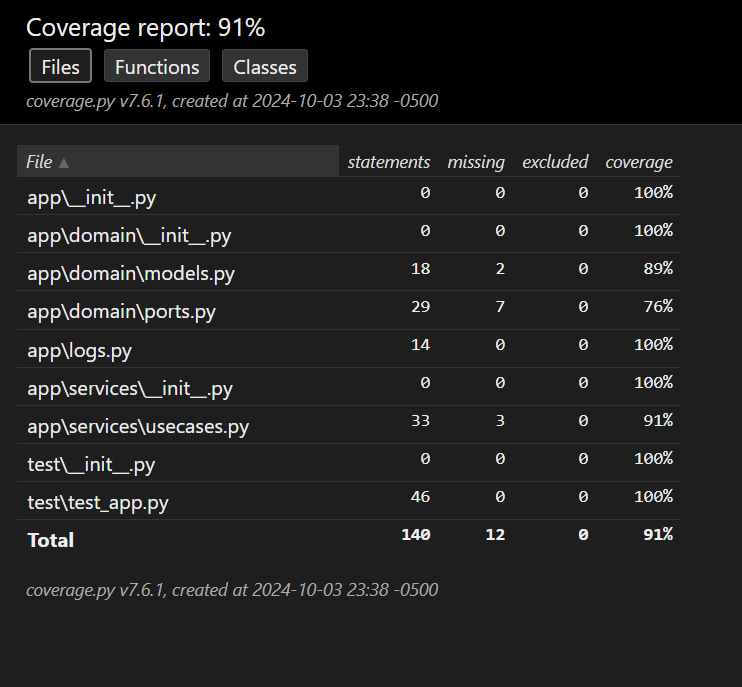 Coverage report: 91%
Files Functions Classes
coverage.py v7.6.1, created at 2024-10-03 23:38 -0500
File ▲ statements missing excluded coverage
app\__init__.py 0 0 0 100%
app\domain\__init__.py 0 0 0 100%
app\domain\models.py 18 2 0 89%
app\domain\ports.py 29 7 0 76%
app\logs.py 14 0 0 100%
app\services\__init__.py 0 0 0 100%
app\services\usecases.py 33 3 0 91%
test\__init__.py 0 0 0 100%
test\test_app.py 46 0 0 100%
Total 140 12 0 91%
coverage.py v7.6.1, created at 2024-10-03 23:38 -0500